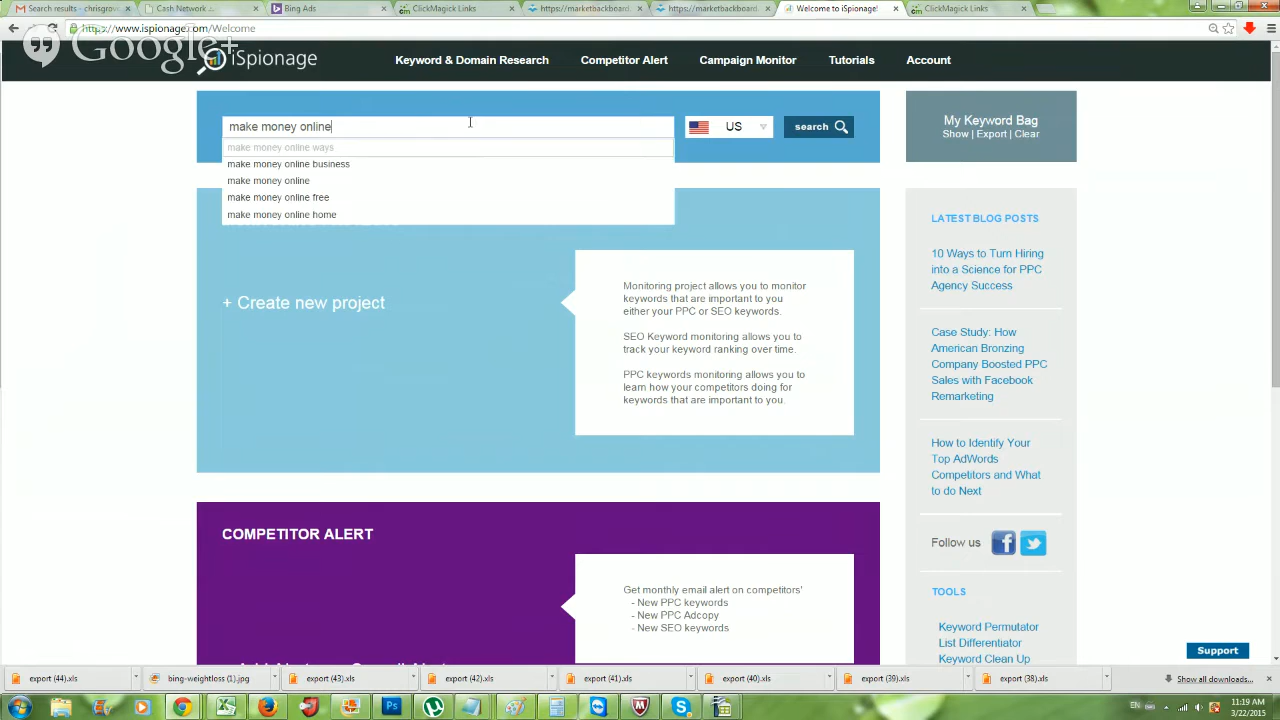 Search results - chrisgrov
Cash Network
Bing Ads
ClickMagick Links
https://marketbackboard.
https://marketbackboard.
Welcome to iSpionage!
ClickMagick Links
https://www.ispionage.com/Welcome
Google+
iSpionage
Keyword & Domain Research
Competitor Alert
Campaign Monitor
Tutorials
Account
make money online
US
search
make money online ways
make money online business
make money online
make money online free
make money online home
My Keyword Bag
Show | Export | Clear
+ Create new project
Monitoring project allows you to monitor
keywords that are important to you
either your PPC or SEO keywords.
SEO Keyword monitoring allows you to
track your keyword ranking over time.
PPC keywords monitoring allows you to
learn how your competitors doing for
keywords that are important to you.
LATEST BLOG POSTS
10 Ways to Turn Hiring
into a Science for PPC
Agency Success
Case Study: How
American Bronzing
Company Boosted PPC
Sales with Facebook
Remarketing
How to Identify Your
Top AdWords
Competitors and What
to do Next
Follow us
TOOLS
Keyword Permutator
List Differentiator
Keyword Clean Up
COMPETITOR ALERT
Get monthly email alert on competitors'
- New PPC keywords
- New PPC Adcopy
- New SEO keywords
Support
export (44).xls
bing-weightloss (1).jpg
export (43).xls
export (42).xls
export (41).xls
export (40).xls
export (39).xls
export (38).xls
Show all downloads...
EN
11:19 AM
3/22/2015